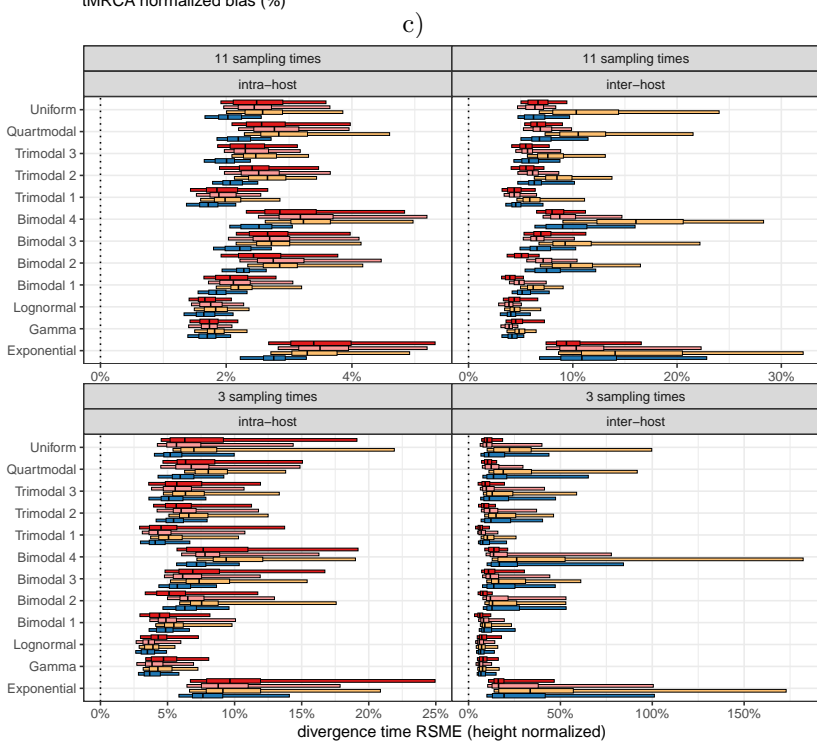 tMRCA normalized bias (%)
c)
11 sampling times 11 sampling times
intra−host inter−host
Uniform
Quartmodal
Trimodal 3
Trimodal 2
Trimodal 1
Bimodal 4
Bimodal 3
Bimodal 2
Bimodal 1
Lognormal
Gamma
Exponential
0% 2% 4% 0% 10% 20% 30%
3 sampling times 3 sampling times
intra−host inter−host
Uniform
Quartmodal
Trimodal 3
Trimodal 2
Trimodal 1
Bimodal 4
Bimodal 3
Bimodal 2
Bimodal 1
Lognormal
Gamma
Exponential
0% 5% 10% 15% 20% 25% 0% 50% 100% 150%
divergence time RSME (height normalized)